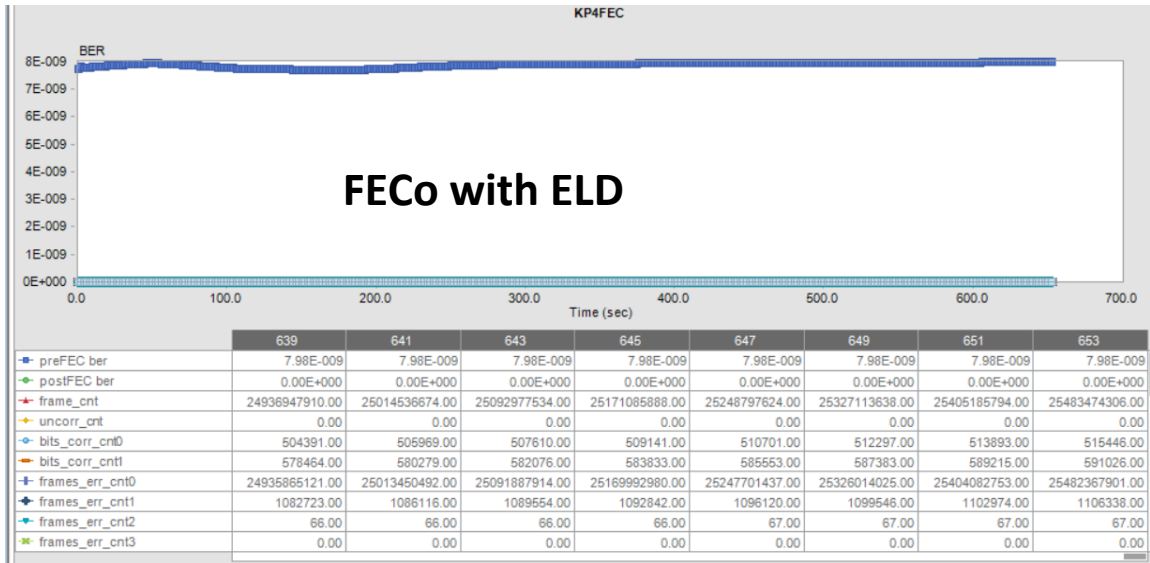 KP4FEC
BER
8E-009
7E-009
6E-009
5E-009
4E-009
3E-009
2E-009
1E-009
0E+000
FECo with ELD
0.0 100.0 200.0 300.0 400.0 500.0 600.0 700.0
Time (sec)
639 641 643 645 647 649 651 653
preFEC ber 7.98E-009 7.98E-009 7.98E-009 7.98E-009 7.98E-009 7.98E-009 7.98E-009 7.98E-009
postFEC ber 0.00E+000 0.00E+000 0.00E+000 0.00E+000 0.00E+000 0.00E+000 0.00E+000 0.00E+000
frame_cnt 24936947910.00 25014536674.00 25092977534.00 25171085888.00 25248797624.00 25327113638.00 25405185794.00 25483474306.00
uncorr_cnt 0.00 0.00 0.00 0.00 0.00 0.00 0.00 0.00
bits_corr_cnt0 504391.00 505969.00 507610.00 509141.00 510701.00 512297.00 513893.00 515446.00
bits_corr_cnt1 578464.00 580279.00 582076.00 583833.00 585553.00 587383.00 589215.00 591026.00
frames_err_cnt0 24935865121.00 25013450492.00 25091887914.00 25169992980.00 25247701437.00 25326014025.00 25404082753.00 25482367901.00
frames_err_cnt1 1082723.00 1086116.00 1089554.00 1092842.00 1096120.00 1099546.00 1102974.00 1106338.00
frames_err_cnt2 66.00 66.00 66.00 66.00 67.00 67.00 67.00 67.00
frames_err_cnt3 0.00 0.00 0.00 0.00 0.00 0.00 0.00 0.00